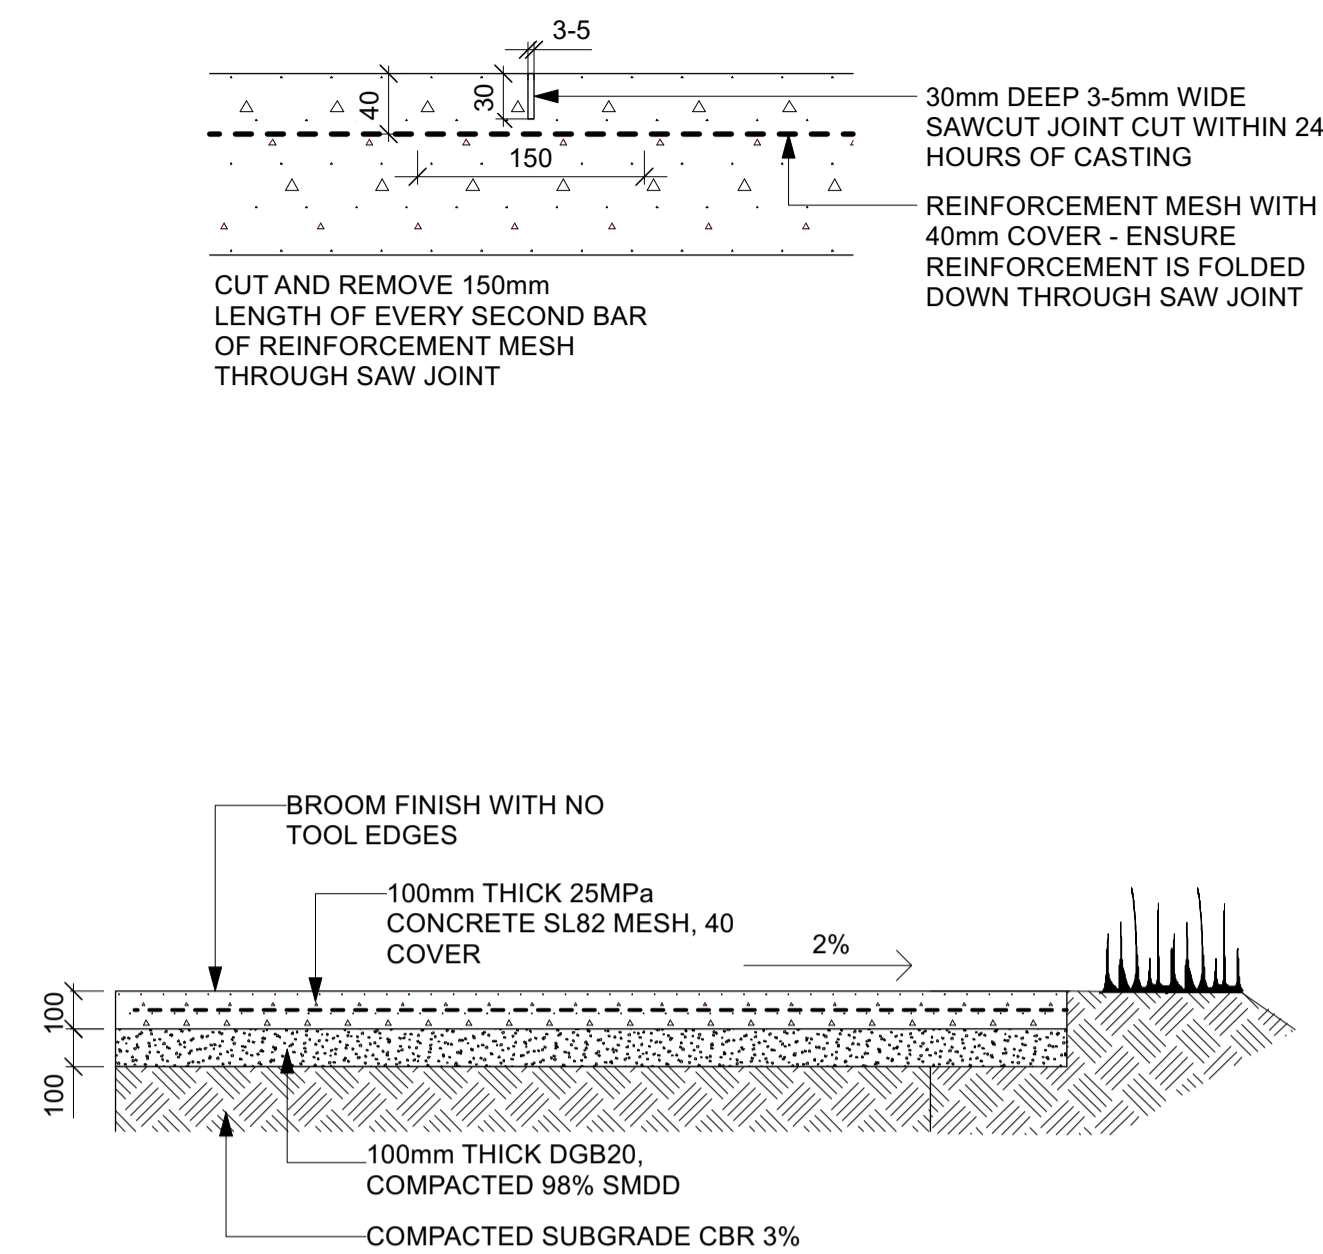 3-5
40
30
150
30mm DEEP 3-5mm WIDE
SAWCUT JOINT CUT WITHIN 24
HOURS OF CASTING
REINFORCEMENT MESH WITH
40mm COVER - ENSURE
REINFORCEMENT IS FOLDED
DOWN THROUGH SAW JOINT
CUT AND REMOVE 150mm
LENGTH OF EVERY SECOND BAR
OF REINFORCEMENT MESH
THROUGH SAW JOINT
BROOM FINISH WITH NO
TOOL EDGES
100mm THICK 25MPa
CONCRETE SL82 MESH, 40
COVER
2%
100
100
100mm THICK DGB20,
COMPACTED 98% SMDD
COMPACTED SUBGRADE CBR 3%